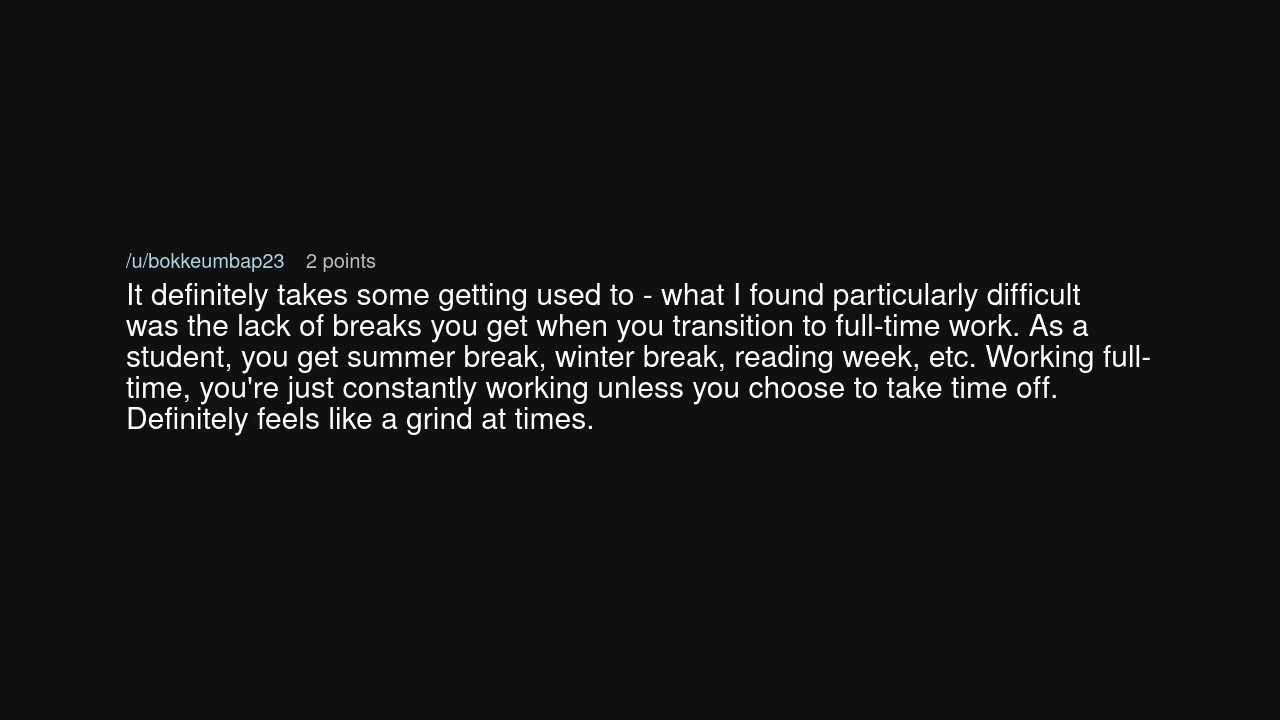 /u/bokkeumbap23 2 points
It definitely takes some getting used to - what I found particularly difficult
was the lack of breaks you get when you transition to full-time work. As a
student, you get summer break, winter break, reading week, etc. Working full-
time, you're just constantly working unless you choose to take time off.
Definitely feels like a grind at times.